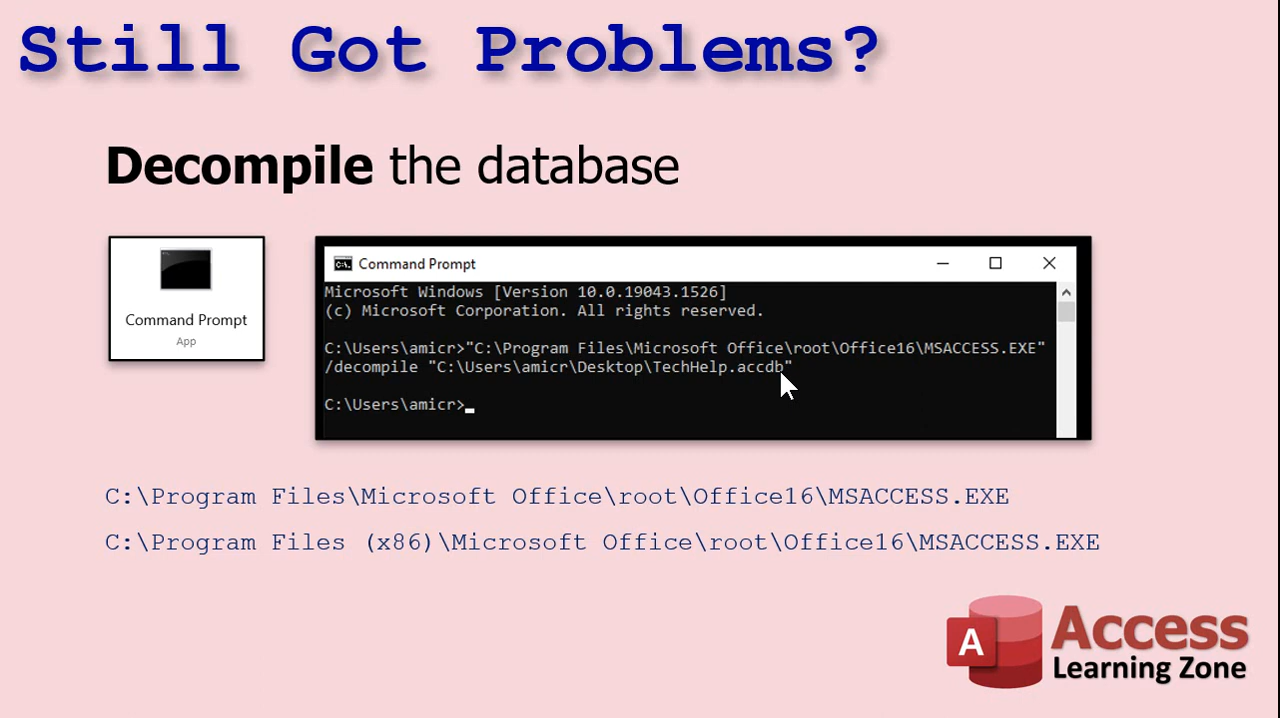 Still Got Problems?
Decompile the database
Command Prompt
App
Command Prompt
Microsoft Windows [Version 10.0.19043.1526]
(c) Microsoft Corporation. All rights reserved.
C:\Users\amicr>"C:\Program Files\Microsoft Office\root\Office16\MSACCESS.EXE"
/decompile "C:\Users\amicr\Desktop\TechHelp.accdb"
C:\Users\amicr>_
C:\Program Files\Microsoft Office\root\Office16\MSACCESS.EXE
C:\Program Files (x86)\Microsoft Office\root\Office16\MSACCESS.EXE
A
Access
Learning Zone